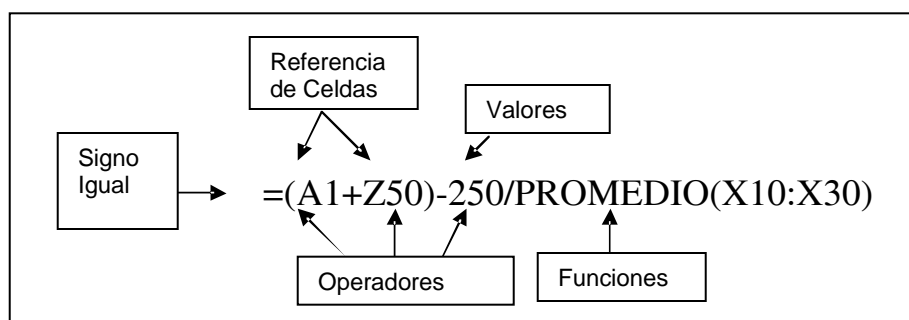 Referencia
de Celdas
Valores
Signo
Igual
=(A1+Z50)-250/PROMEDIO(X10:X30)
Operadores
Funciones